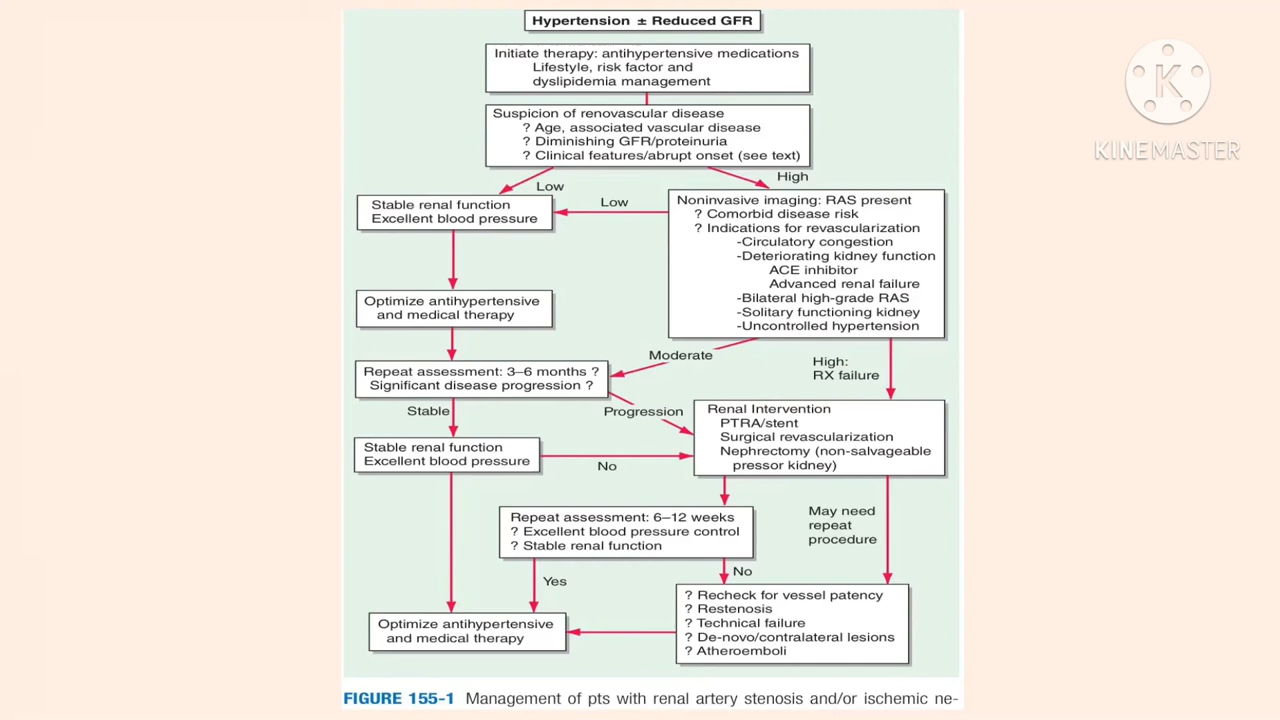 Hypertension ± Reduced GFR
Initiate therapy: antihypertensive medications
Lifestyle, risk factor and
dyslipidemia management
Suspicion of renovascular disease
? Age, associated vascular disease
? Diminishing GFR/proteinuria
? Clinical features/abrupt onset (see text)
Low
High
Stable renal function
Excellent blood pressure
Low
Noninvasive imaging: RAS present
? Comorbid disease risk
? Indications for revascularization
-Circulatory congestion
-Deteriorating kidney function
ACE inhibitor
Advanced renal failure
-Bilateral high-grade RAS
-Solitary functioning kidney
-Uncontrolled hypertension
Optimize antihypertensive
and medical therapy
Moderate
High:
RX failure
Repeat assessment: 3–6 months ?
Significant disease progression ?
Stable
Progression
Renal Intervention
PTRA/stent
Surgical revascularization
Nephrectomy (non-salvageable
pressor kidney)
Stable renal function
Excellent blood pressure
No
Repeat assessment: 6–12 weeks
? Excellent blood pressure control
? Stable renal function
May need
repeat
procedure
Yes
No
? Recheck for vessel patency
? Restenosis
? Technical failure
? De-novo/contralateral lesions
? Atheroemboli
Optimize antihypertensive
and medical therapy
FIGURE 155-1 Management of pts with renal artery stenosis and/or ischemic ne-
K
KINEMASTER